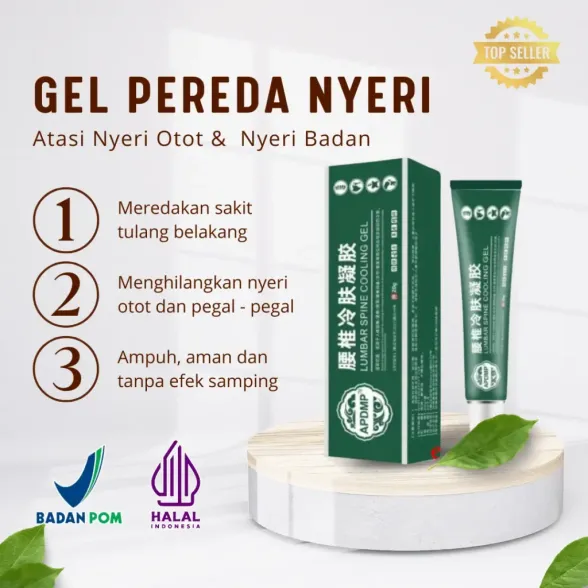 TOP SELLER
GEL PEREDA NYERI
Atasi Nyeri Otot & Nyeri Badan
1
Meredakan sakit
tulang belakang
2
Menghilangkan nyeri
otot dan pegal - pegal
3
Ampuh, aman dan
tanpa efek samping
腰椎冷肤凝胶
LUMBAR SPINE COOLING GEL
APDMP
20g
腰椎冷肤凝胶
LUMBAR SPINE COOLING GEL
APDMP
BADAN POM
HALAL
INDONESIA